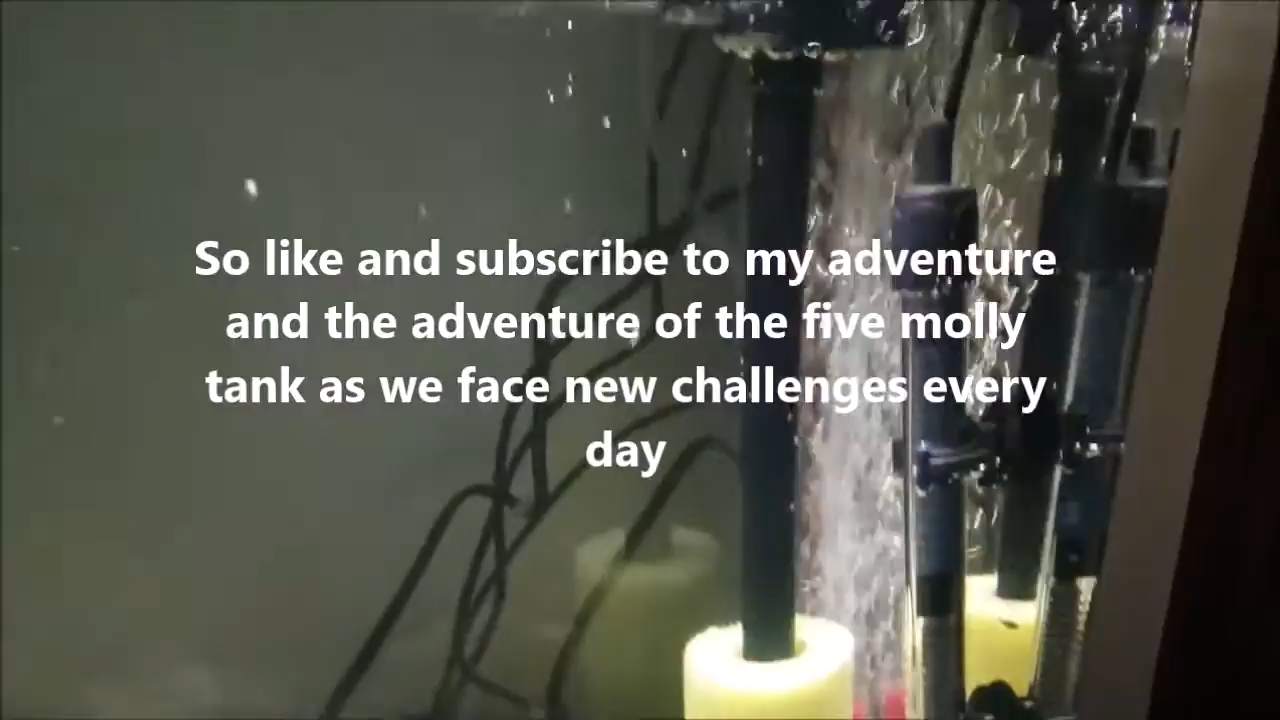 So like and subscribe to my adventure
and the adventure of the five molly
tank as we face new challenges every
day